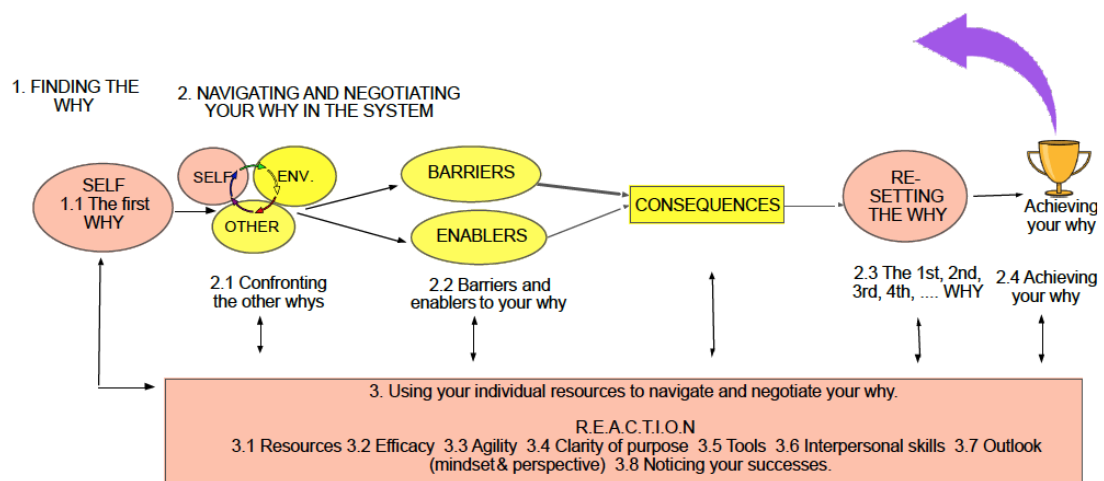 1. FINDING THE
WHY
2. NAVIGATING AND NEGOTIATING
YOUR WHY IN THE SYSTEM
SELF
1.1 The first
WHY
SELF
ENV.
OTHER
BARRIERS
ENABLERS
CONSEQUENCES
RE-
SETTING
THE WHY
Achieving
your why
2.1 Confronting
the other whys
2.2 Barriers and
enablers to your why
2.3 The 1st, 2nd,
3rd, 4th, .... WHY
2.4 Achieving
your why
3. Using your individual resources to navigate and negotiate your why.
R.E.A.C.T.I.O.N
3.1 Resources 3.2 Efficacy 3.3 Agility 3.4 Clarity of purpose 3.5 Tools 3.6 Interpersonal skills 3.7 Outlook
(mindset & perspective) 3.8 Noticing your successes.